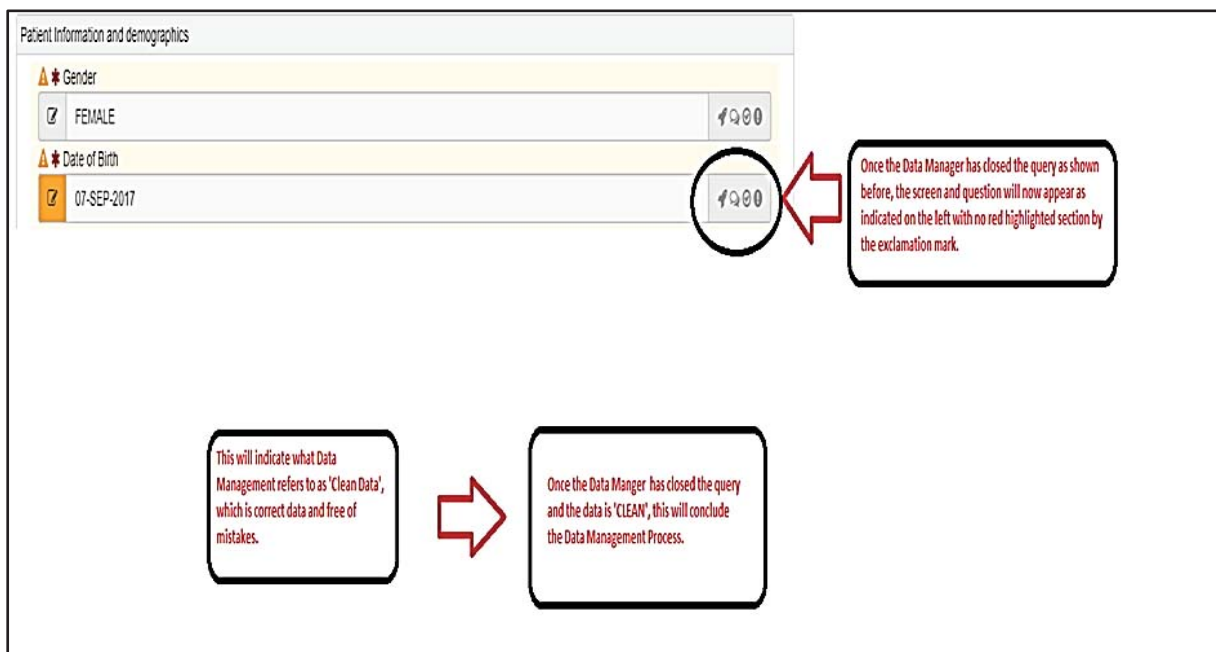 Patient Information and demographics
Gender
FEMALE
Date of Birth
07-SEP-2017
Once the Data Manager has closed the query as shown
before, the screen and question will now appear as
indicated on the left with no red highlighted section by
the exclamation mark.
This will indicate what Data
Management refers to as 'Clean Data',
which is correct data and free of
mistakes.
Once the Data Manger has closed the query
and the data is 'CLEAN', this will conclude
the Data Management Process.